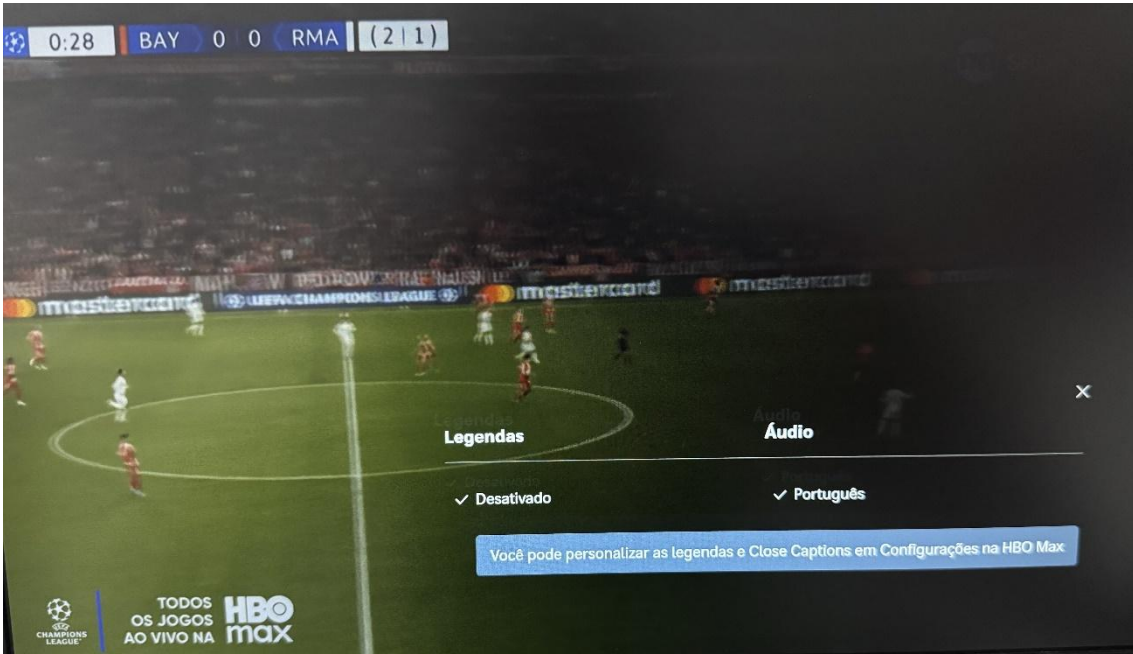 0:28 BAY 0 0 RMA (2|1)
mastercard UEFA CHAMPIONS LEAGUE mastercard mastercard
Legendas Áudio
✓ Desativado ✓ Português
Você pode personalizar as legendas e Close Captions em Configurações na HBO Max
CHAMPIONS
LEAGUE
TODOS
OS JOGOS
AO VIVO NA
HBO
max